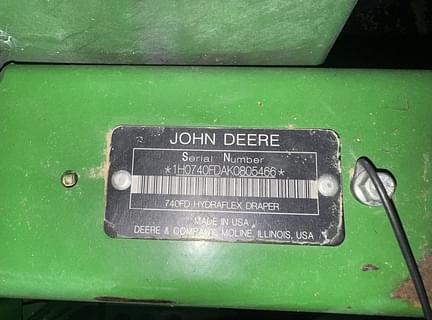 JOHN DEERE
Serial Number
*1H0740FDAK0805466*
740FD HYDRAFLEX DRAPER
MADE IN USA
DEERE & COMPANY, MOLINE, ILLINOIS, USA